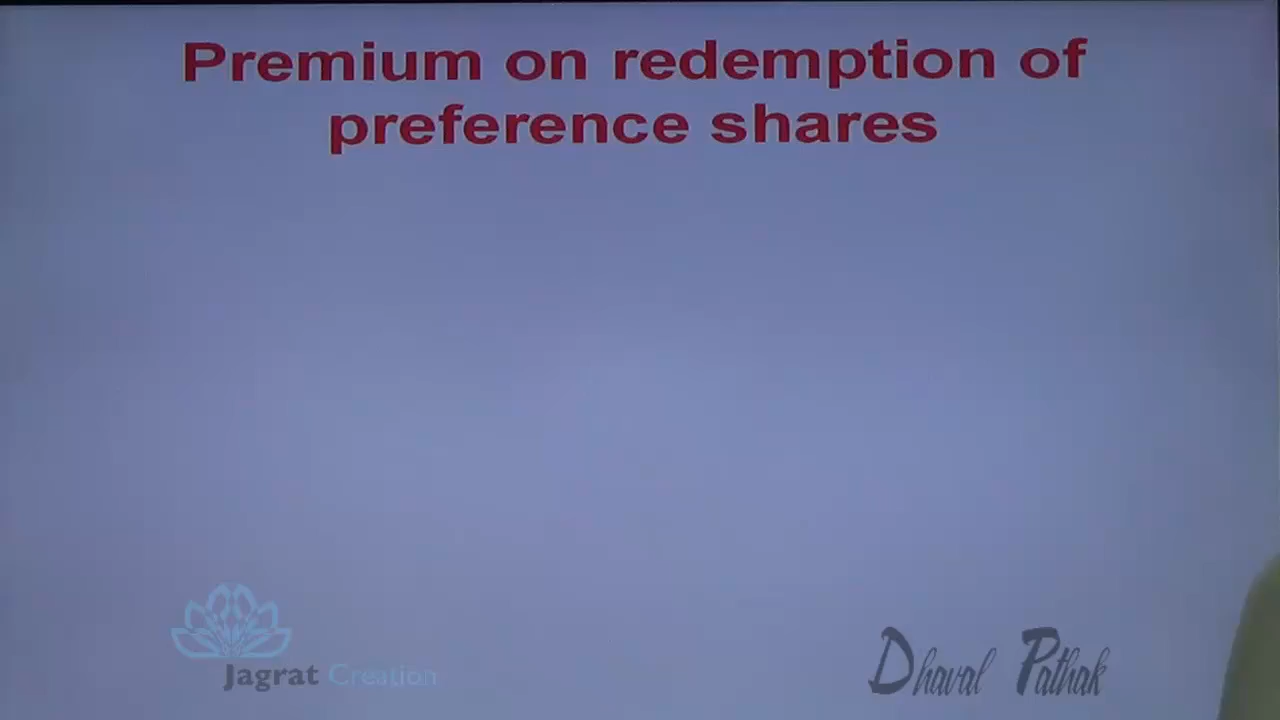 Premium on redemption of
preference shares
Jagrat Creation
Dhaval Pathak